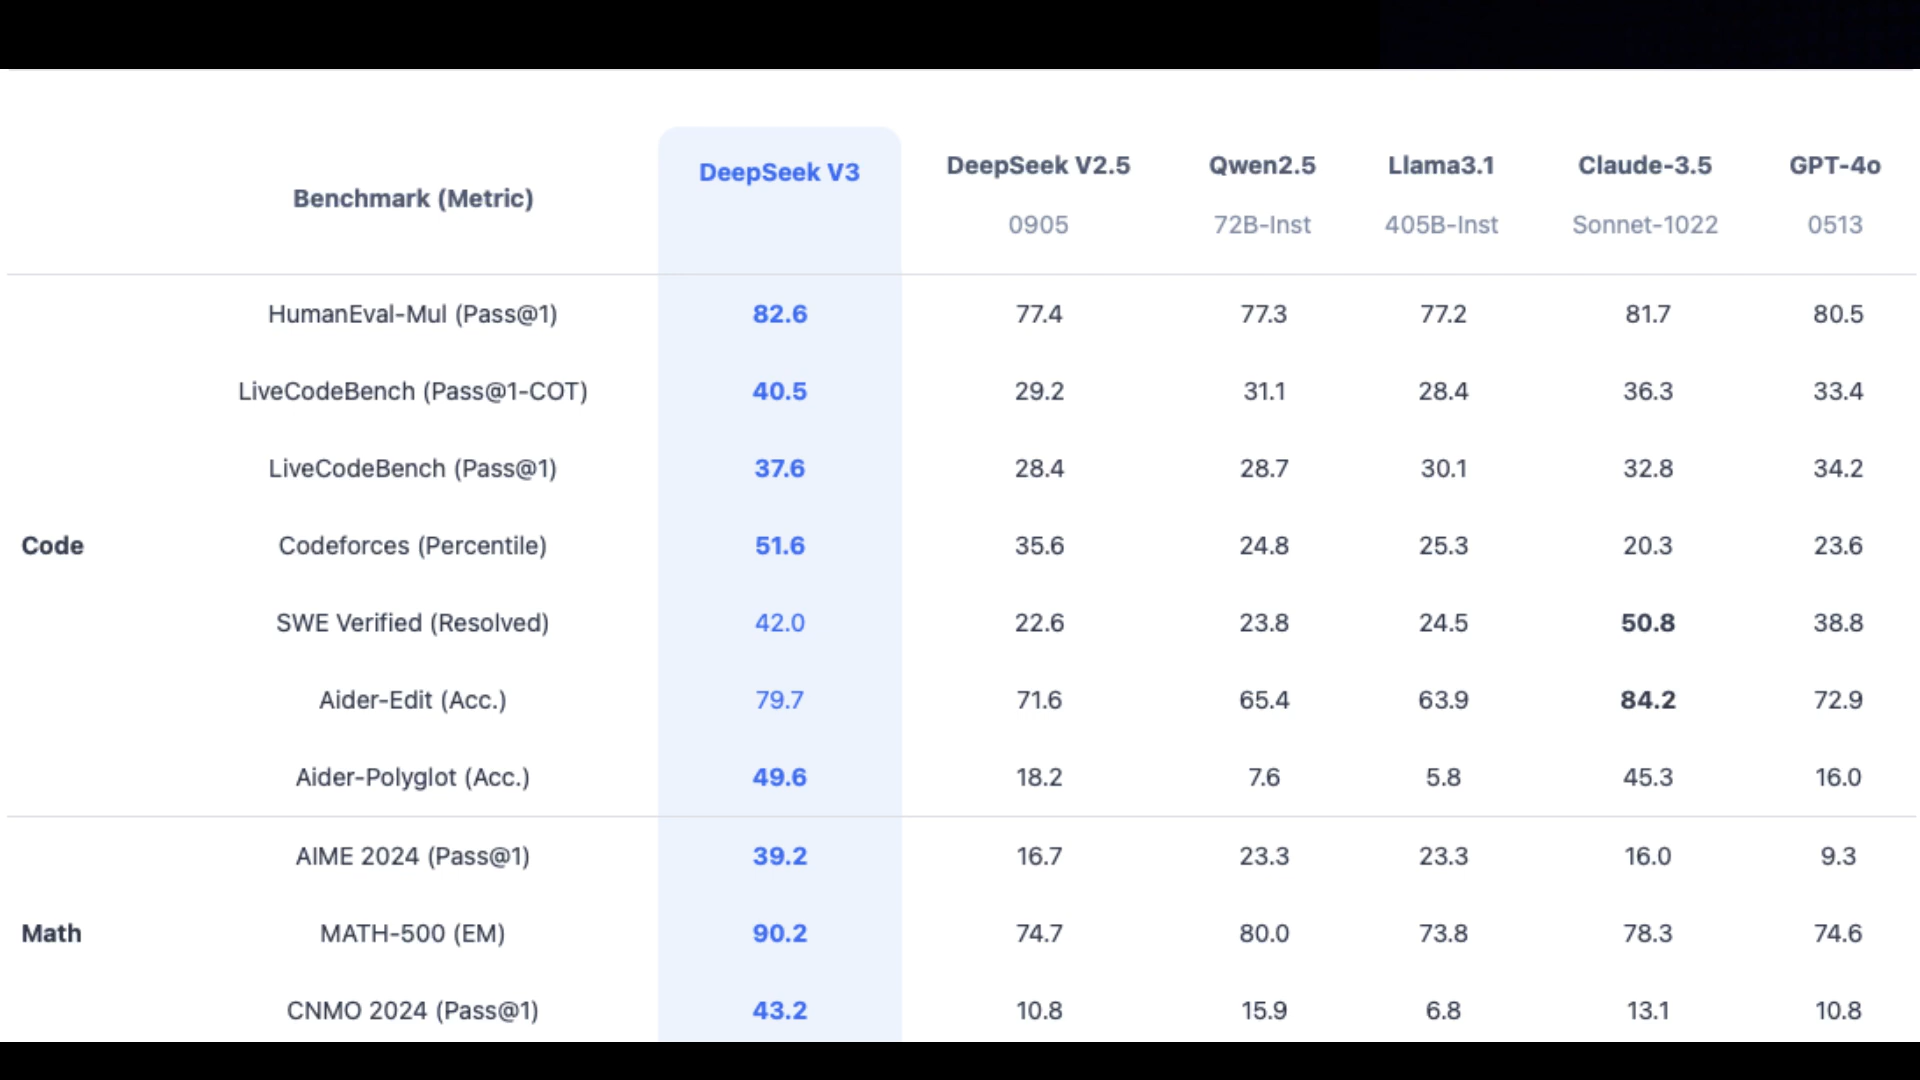 Benchmark (Metric) DeepSeek V3 DeepSeek V2.5 Qwen2.5 Llama3.1 Claude-3.5 GPT-4o
0905 72B-Inst 405B-Inst Sonnet-1022 0513
HumanEval-Mul (Pass@1) 82.6 77.4 77.3 77.2 81.7 80.5
LiveCodeBench (Pass@1-COT) 40.5 29.2 31.1 28.4 36.3 33.4
LiveCodeBench (Pass@1) 37.6 28.4 28.7 30.1 32.8 34.2
Code Codeforces (Percentile) 51.6 35.6 24.8 25.3 20.3 23.6
SWE Verified (Resolved) 42.0 22.6 23.8 24.5 50.8 38.8
Aider-Edit (Acc.) 79.7 71.6 65.4 63.9 84.2 72.9
Aider-Polyglot (Acc.) 49.6 18.2 7.6 5.8 45.3 16.0
AIME 2024 (Pass@1) 39.2 16.7 23.3 23.3 16.0 9.3
Math MATH-500 (EM) 90.2 74.7 80.0 73.8 78.3 74.6
CNMO 2024 (Pass@1) 43.2 10.8 15.9 6.8 13.1 10.8